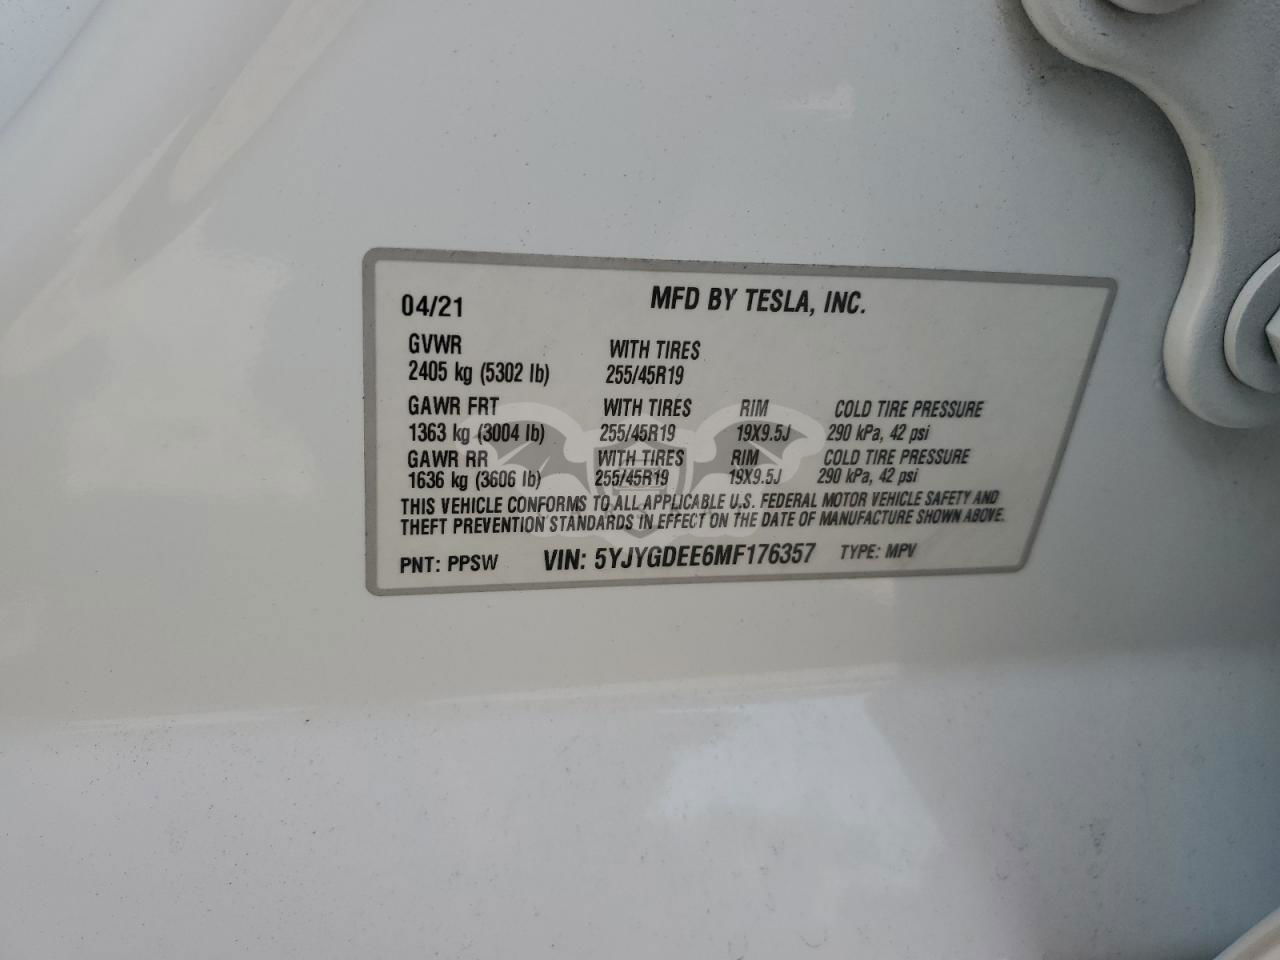 04/21 MFD BY TESLA, INC.
GVWR WITH TIRES
2405 kg (5302 lb) 255/45R19
GAWR FRT WITH TIRES RIM COLD TIRE PRESSURE
1363 kg (3004 lb) 255/45R19 19X9.5J 290 kPa, 42 psi
GAWR RR WITH TIRES RIM COLD TIRE PRESSURE
1636 kg (3606 lb) 255/45R19 19X9.5J 290 kPa, 42 psi
THIS VEHICLE CONFORMS TO ALL APPLICABLE U.S. FEDERAL MOTOR VEHICLE SAFETY AND
THEFT PREVENTION STANDARDS IN EFFECT ON THE DATE OF MANUFACTURE SHOWN ABOVE.
PNT: PPSW VIN: 5YJYGDEE6MF176357 TYPE: MPV